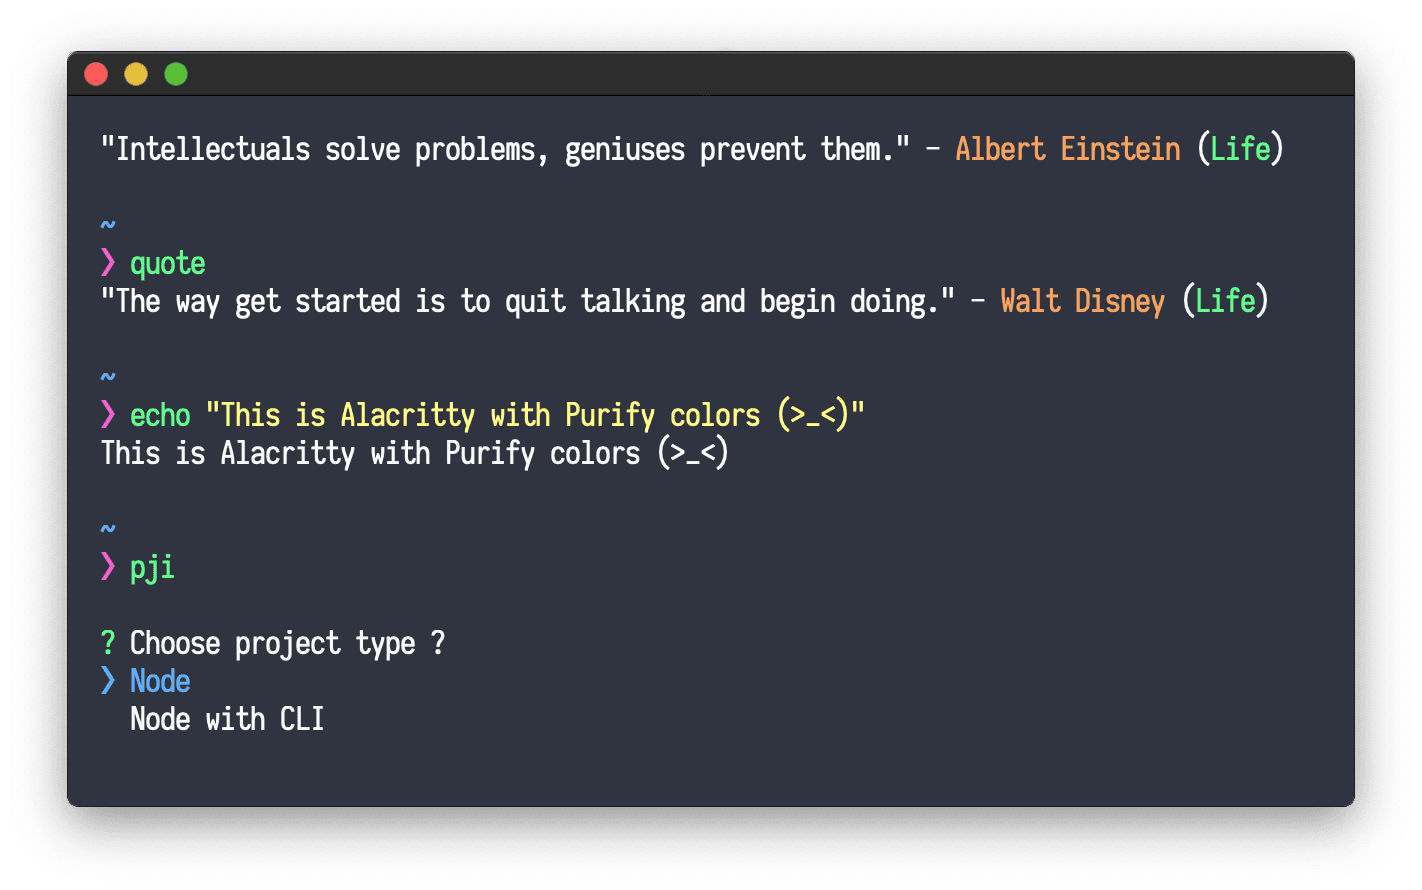 "Intellectuals solve problems, geniuses prevent them." - Albert Einstein (Life)
~
❯ quote
"The way get started is to quit talking and begin doing." - Walt Disney (Life)
~
❯ echo "This is Alacritty with Purify colors (>_<)"
This is Alacritty with Purify colors (>_<)
~
❯ pji
? Choose project type ?
❯ Node
Node with CLI